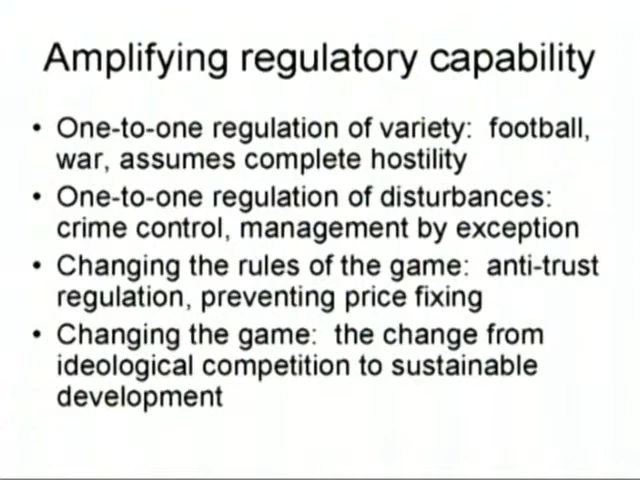 Amplifying regulatory capability
• One-to-one regulation of variety:  football,
war, assumes complete hostility
• One-to-one regulation of disturbances:
crime control, management by exception
• Changing the rules of the game:  anti-trust
regulation, preventing price fixing
• Changing the game:  the change from
ideological competition to sustainable
development